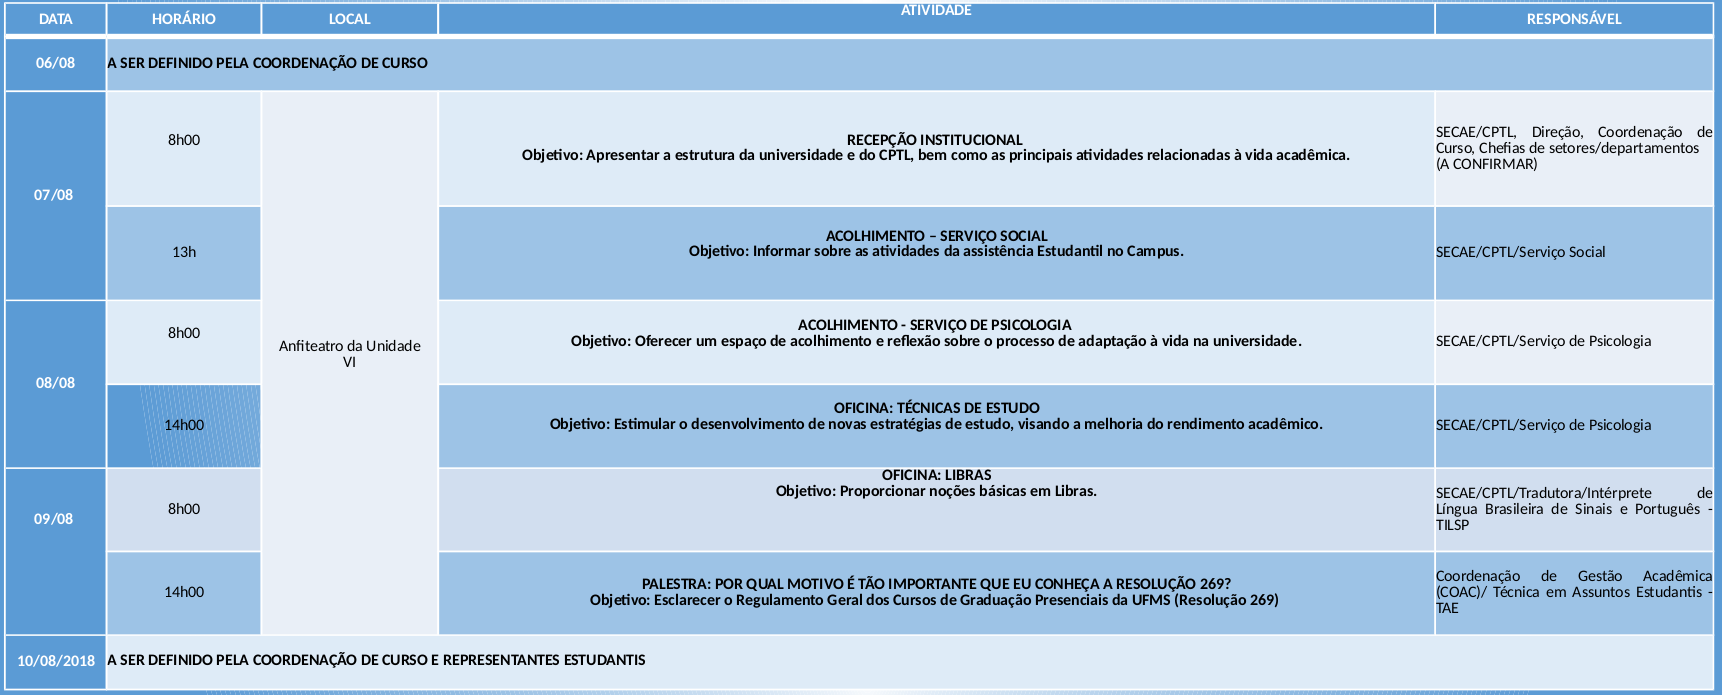 DATA HORÁRIO LOCAL ATIVIDADE RESPONSÁVEL
06/08 A SER DEFINIDO PELA COORDENAÇÃO DE CURSO
07/08
8h00
RECEPÇÃO INSTITUCIONAL
Objetivo: Apresentar a estrutura da universidade e do CPTL, bem como as principais atividades relacionadas à vida acadêmica.
SECAE/CPTL, Direção, Coordenação de
Curso, Chefias de setores/departamentos
(A CONFIRMAR)
13h
ACOLHIMENTO – SERVIÇO SOCIAL
Objetivo: Informar sobre as atividades da assistência Estudantil no Campus.
SECAE/CPTL/Serviço Social
Anfiteatro da Unidade
VI
08/08
8h00
ACOLHIMENTO - SERVIÇO DE PSICOLOGIA
Objetivo: Oferecer um espaço de acolhimento e reflexão sobre o processo de adaptação à vida na universidade.
SECAE/CPTL/Serviço de Psicologia
14h00
OFICINA: TÉCNICAS DE ESTUDO
Objetivo: Estimular o desenvolvimento de novas estratégias de estudo, visando a melhoria do rendimento acadêmico.
SECAE/CPTL/Serviço de Psicologia
09/08
8h00
OFICINA: LIBRAS
Objetivo: Proporcionar noções básicas em Libras.
SECAE/CPTL/Tradutora/Intérprete de
Língua Brasileira de Sinais e Português -
TILSP
14h00
PALESTRA: POR QUAL MOTIVO É TÃO IMPORTANTE QUE EU CONHEÇA A RESOLUÇÃO 269?
Objetivo: Esclarecer o Regulamento Geral dos Cursos de Graduação Presenciais da UFMS (Resolução 269)
Coordenação de Gestão Acadêmica
(COAC)/ Técnica em Assuntos Estudantis -
TAE
10/08/2018 A SER DEFINIDO PELA COORDENAÇÃO DE CURSO E REPRESENTANTES ESTUDANTIS